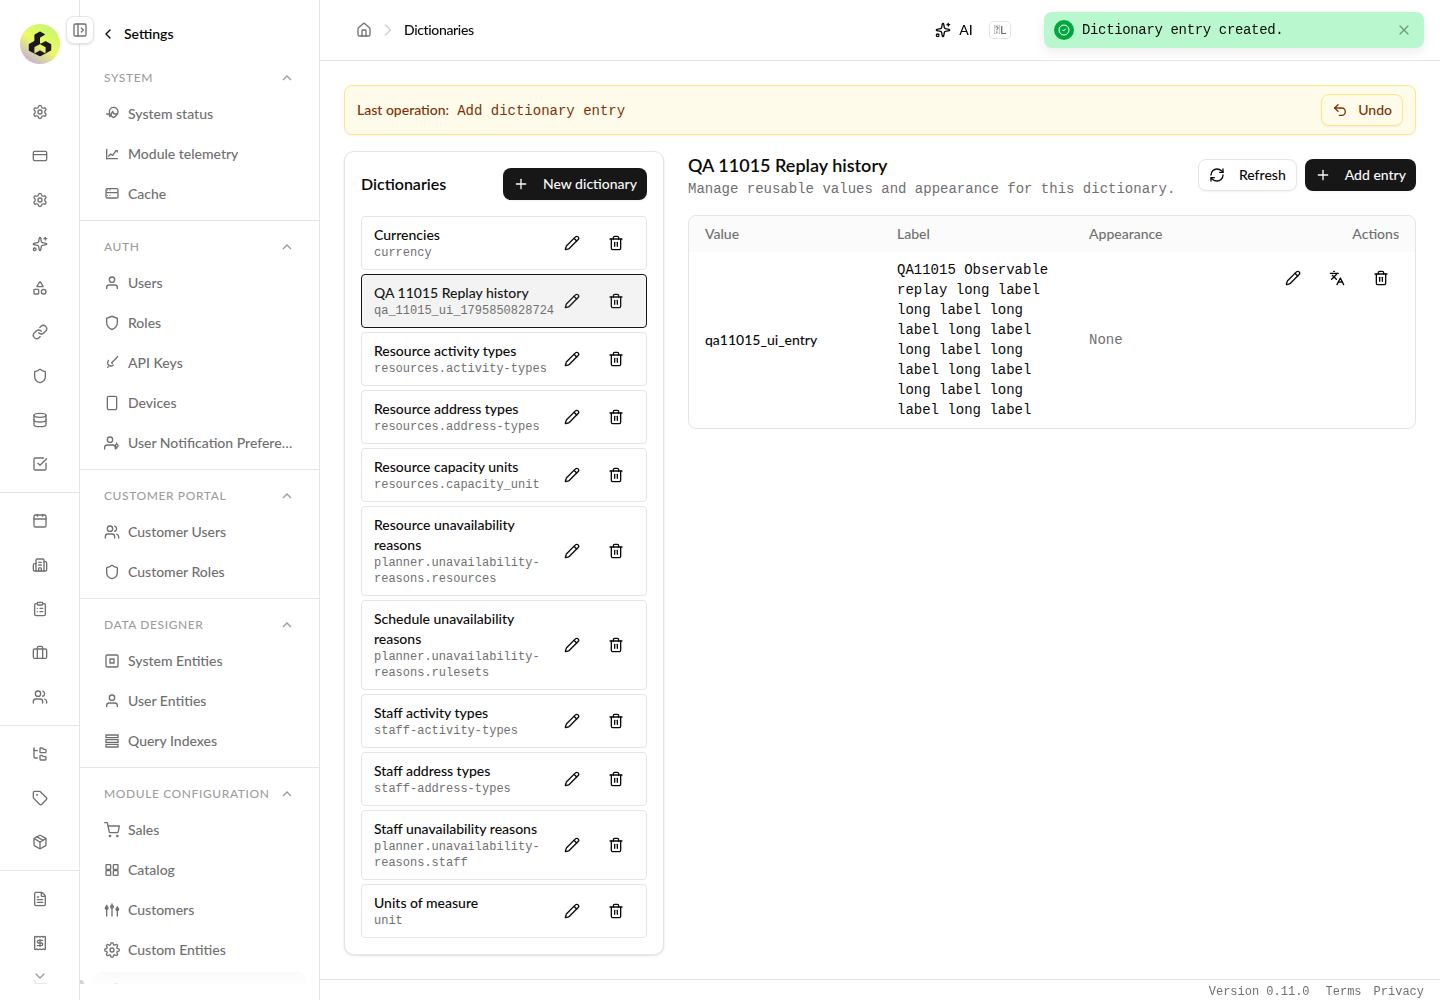 Settings
SYSTEM
System status
Module telemetry
Cache
AUTH
Users
Roles
API Keys
Devices
User Notification Prefere...
CUSTOMER PORTAL
Customer Users
Customer Roles
DATA DESIGNER
System Entities
User Entities
Query Indexes
MODULE CONFIGURATION
Sales
Catalog
Customers
Custom Entities
Dictionaries
AI
Dictionary entry created.
Last operation: Add dictionary entry
Undo
Dictionaries
New dictionary
Currencies
currency
QA 11015 Replay history
qa_11015_ui_1795850828724
Resource activity types
resources.activity-types
Resource address types
resources.address-types
Resource capacity units
resources.capacity_unit
Resource unavailability
reasons
planner.unavailability-
reasons.resources
Schedule unavailability
reasons
planner.unavailability-
reasons.rulesets
Staff activity types
staff-activity-types
Staff address types
staff-address-types
Staff unavailability reasons
planner.unavailability-
reasons.staff
Units of measure
unit
QA 11015 Replay history
Manage reusable values and appearance for this dictionary.
Refresh
Add entry
Value Label Appearance Actions
qa11015_ui_entry
QA11015 Observable
replay long label
long label long
label long label
long label long
label long label
long label long
label long label
None
Version 0.11.0 Terms Privacy